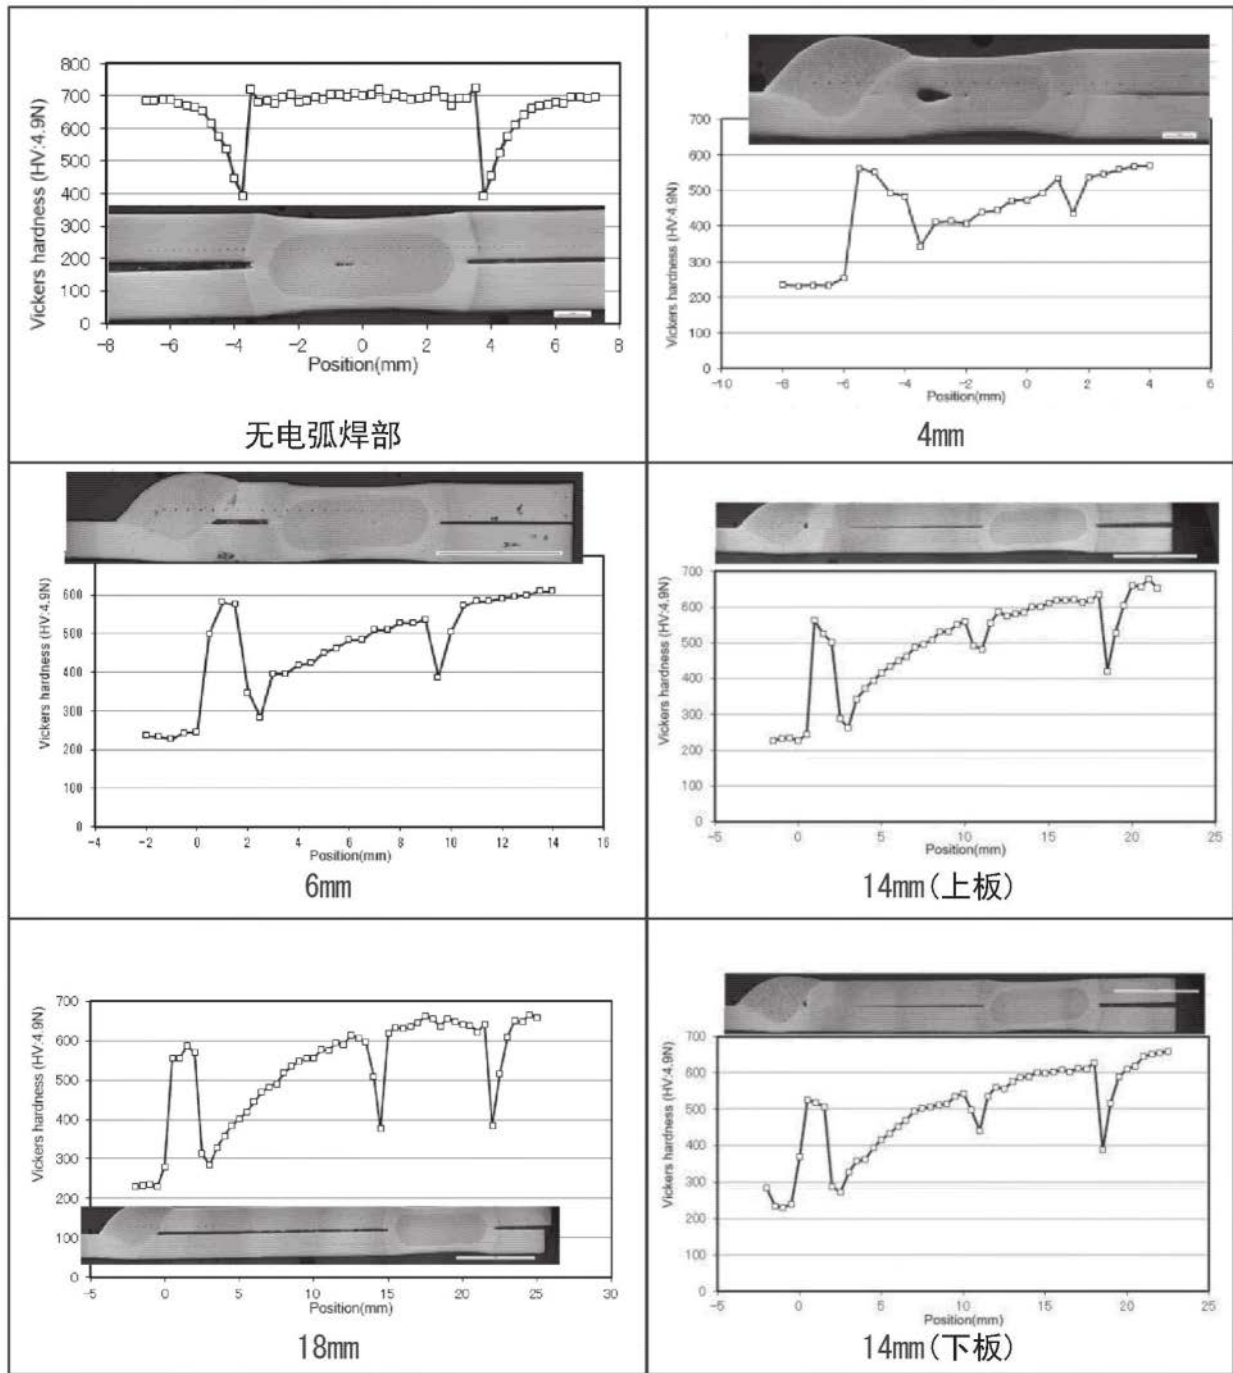 800
700
600
500
400
300
200
100
0
Vickers hardness (HV:4.9N)
-8 -6 -4 -2 0 2 4 6 8
Position(mm)
无电弧焊部
700
600
500
400
300
200
100
0
Vickers hardness (HV:4.9N)
-10 -8 -6 -4 -2 0 2 4 6
Position(mm)
4mm
600
500
400
300
200
100
0
Vickers hardness (HV:4.9N)
-4 -2 0 2 4 6 8 10 12 14 16
Position(mm)
6mm
700
600
500
400
300
200
100
0
Vickers hardness (HV:4.9N)
-5 0 5 10 15 20 25
Position(mm)
14mm(上板)
700
600
500
400
300
200
100
0
Vickers hardness (HV:4.9N)
-5 0 5 10 15 20 25 30
Position(mm)
18mm
700
600
500
400
300
200
100
0
Vickers hardness (HV:4.9N)
-5 0 5 10 15 20 25
Position(mm)
14mm(下板)